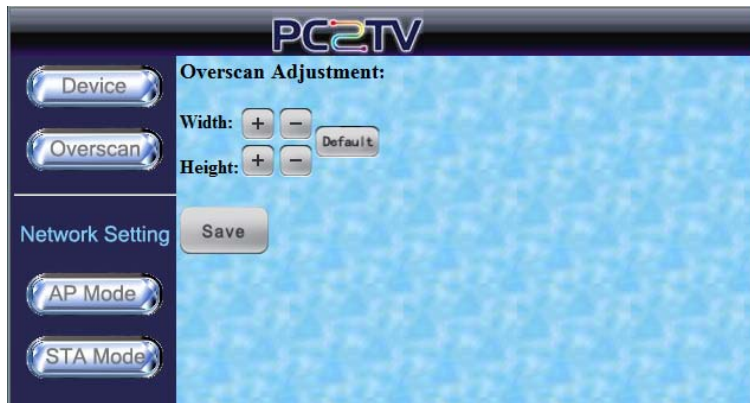 PC2TV
Device
Overscan
Network Setting
AP Mode
STA Mode
Overscan Adjustment:
Width: + −
Default
Height: + −
Save